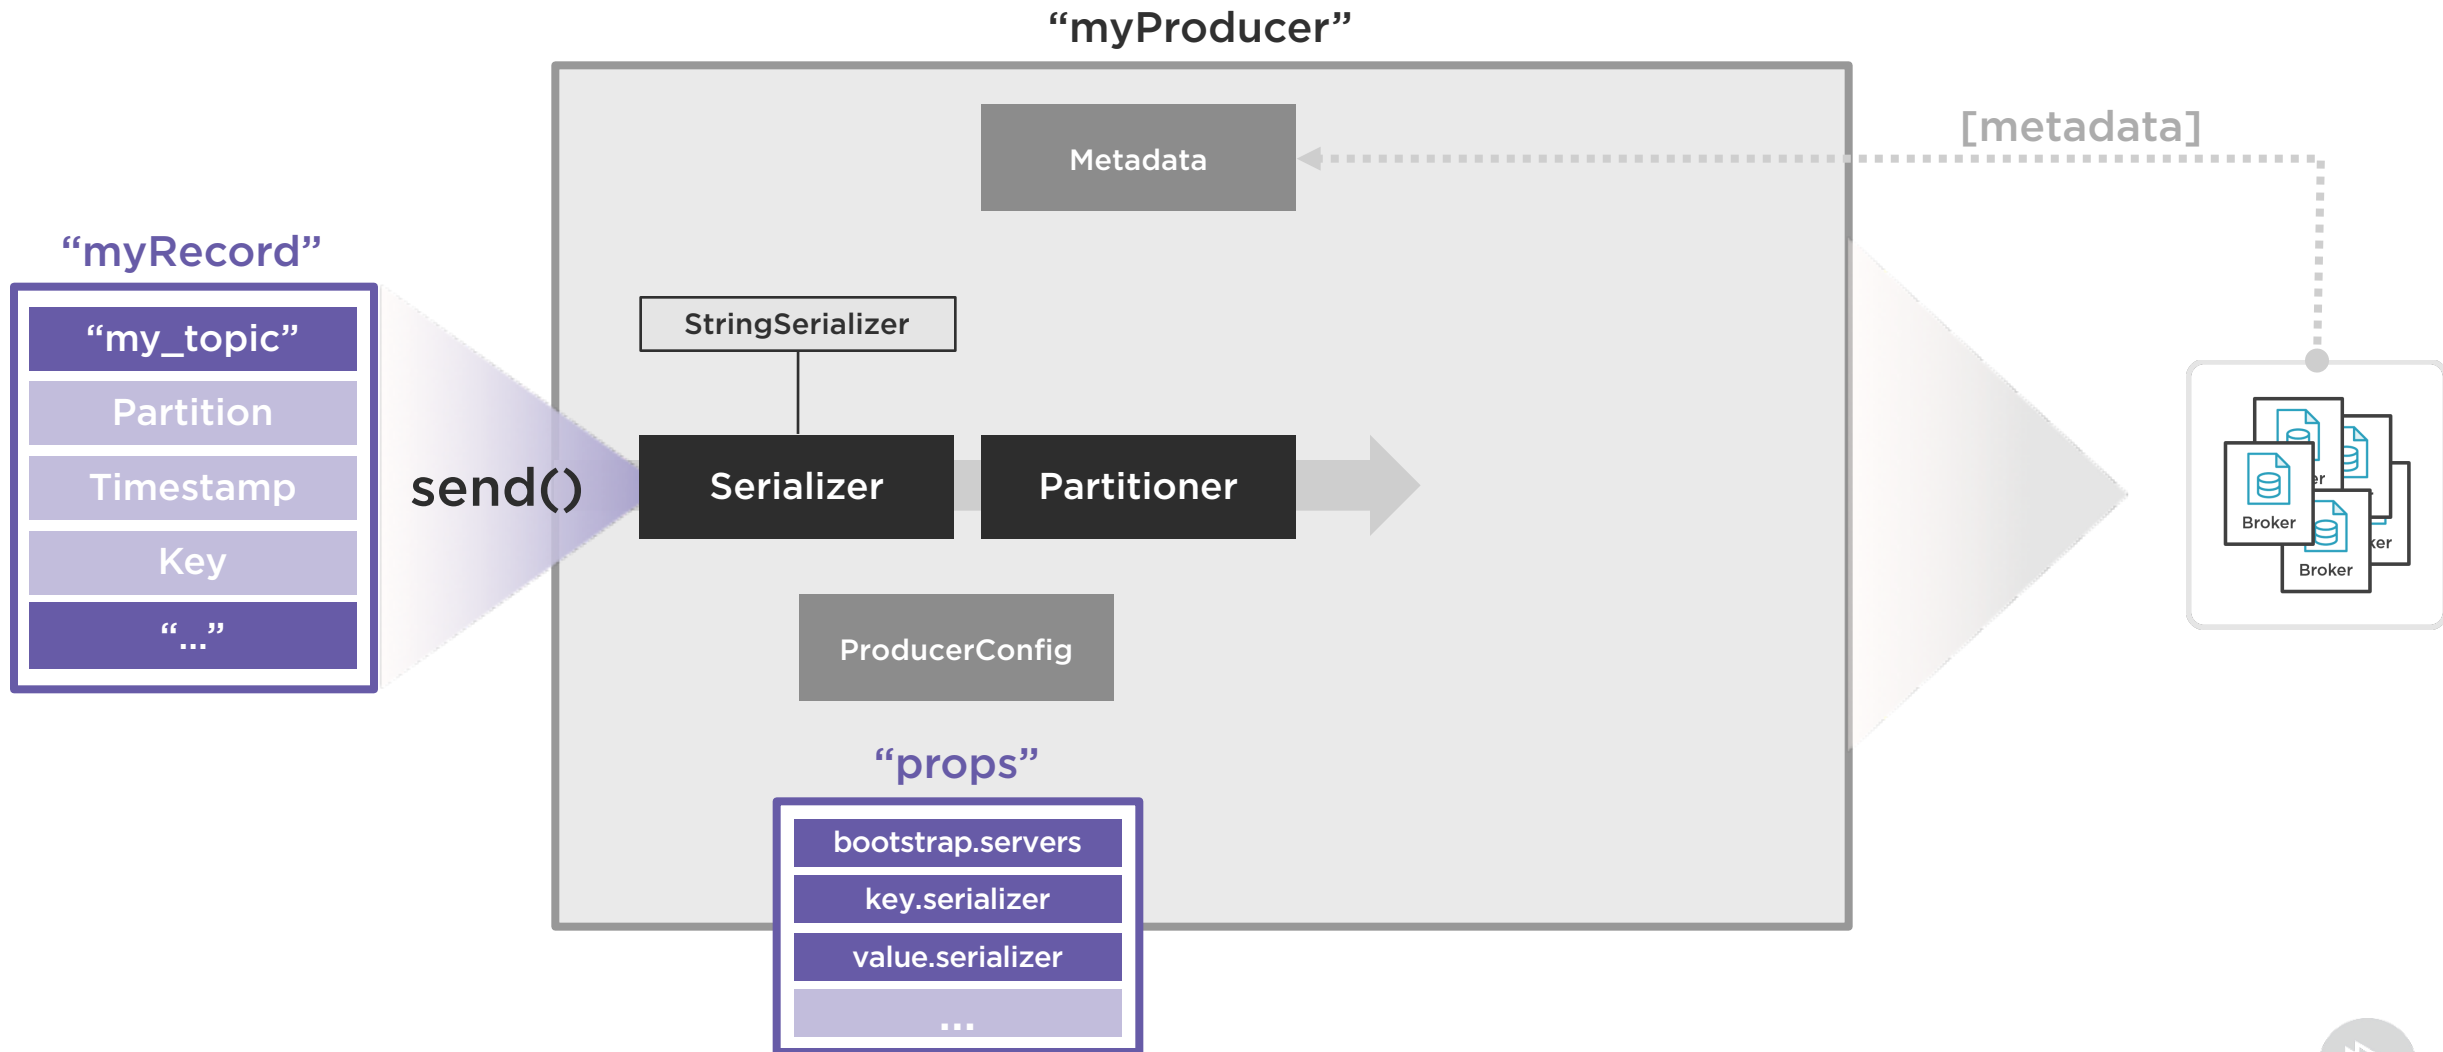 “myProducer”
[metadata]
Metadata
“myRecord”
“my_topic”
Partition
Timestamp
Key
“...”
send()
StringSerializer
Serializer
Partitioner
ProducerConfig
“props”
bootstrap.servers
key.serializer
value.serializer
...
Broker
Broker